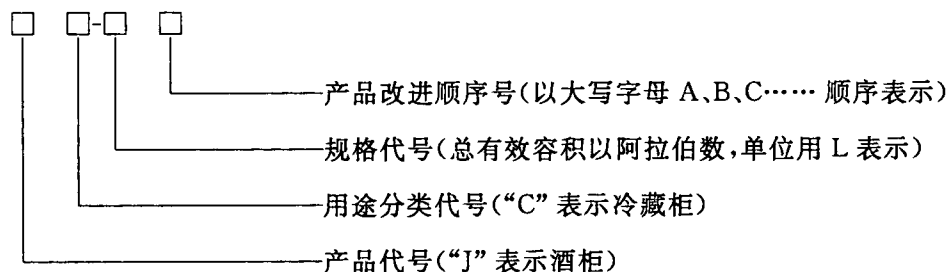 □ □-□ □
产品改进顺序号(以大写字母 A、B、C…… 顺序表示)
规格代号(总有效容积以阿拉伯数,单位用 L 表示)
用途分类代号(“C” 表示冷藏柜)
产品代号(“J” 表示酒柜)